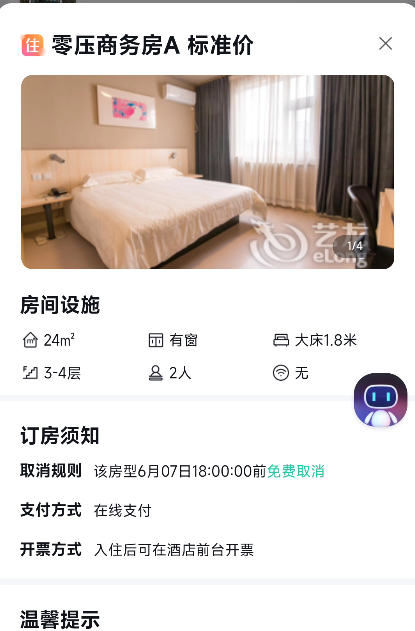 住 零压商务房A 标准价
艺龙
eLong
1/4
房间设施
24m² 有窗 大床1.8米
3-4层 2人 无
订房须知
取消规则 该房型6月07日18:00:00前免费取消
支付方式 在线支付
开票方式 入住后可在酒店前台开票
温馨提示